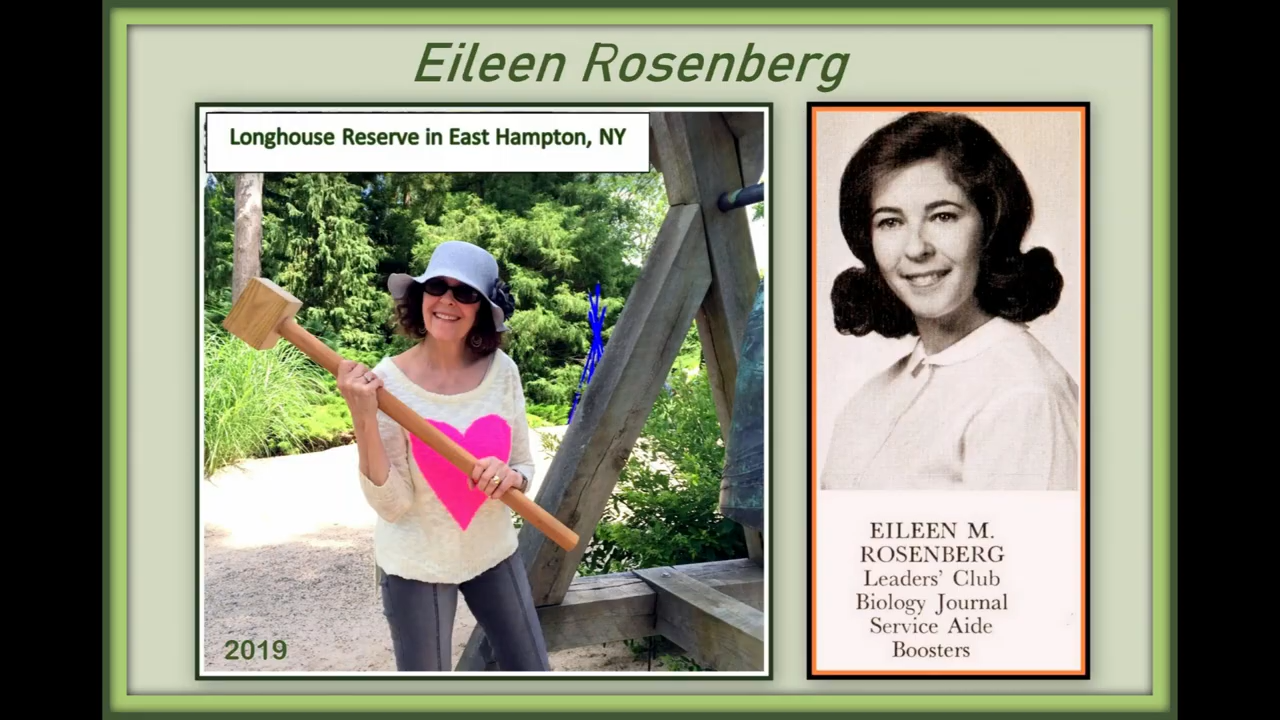 Eileen Rosenberg
Longhouse Reserve in East Hampton, NY
2019
EILEEN M.
ROSENBERG
Leaders' Club
Biology Journal
Service Aide
Boosters